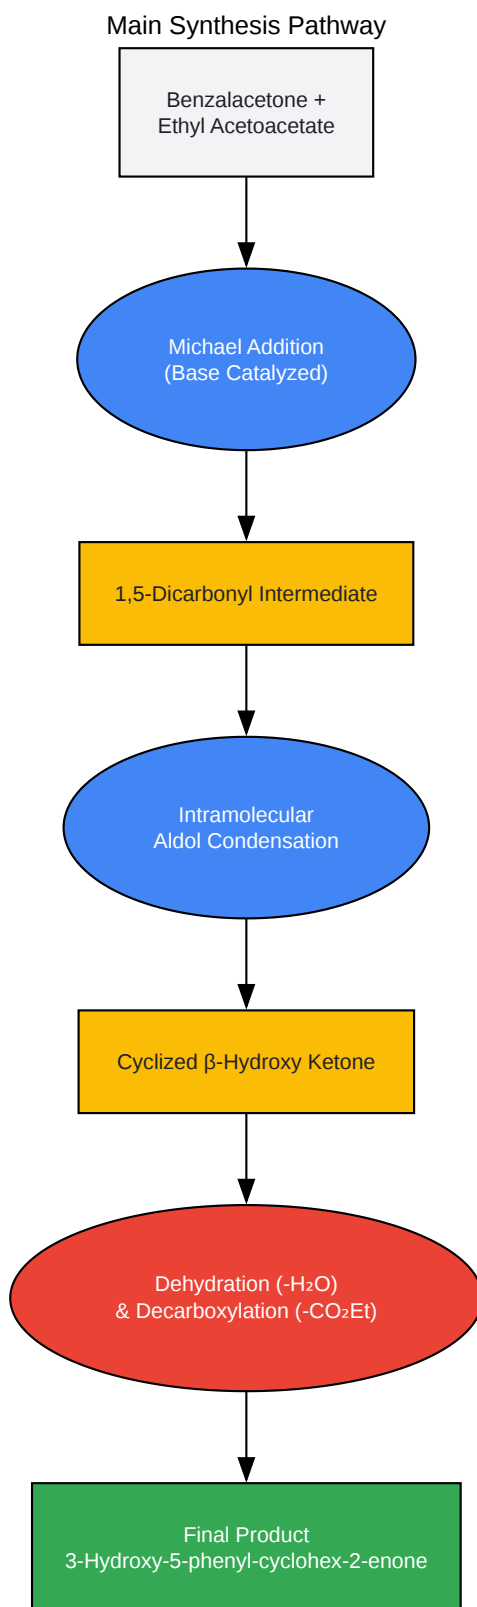 Main Synthesis Pathway
Benzalacetone +
Ethyl Acetoacetate
Michael Addition
(Base Catalyzed)
1,5-Dicarbonyl Intermediate
Intramolecular
Aldol Condensation
Cyclized β-Hydroxy Ketone
Dehydration (-H₂O)
& Decarboxylation (-CO₂Et)
Final Product
3-Hydroxy-5-phenyl-cyclohex-2-enone